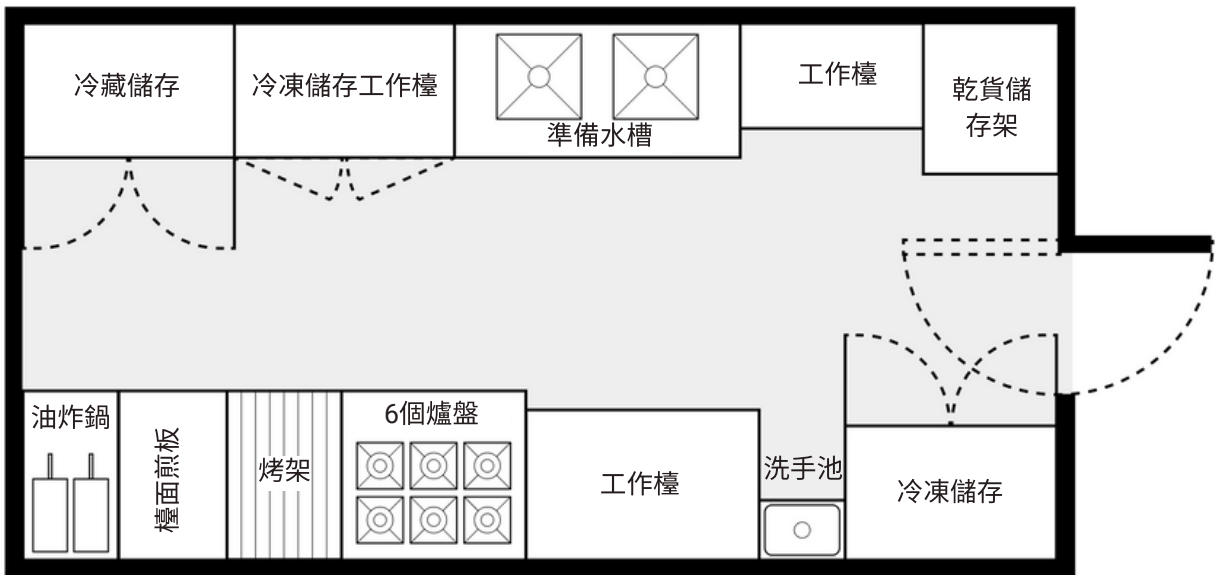 冷藏儲存
冷凍儲存工作檯
準備水槽
工作檯
乾貨儲
存架
油炸鍋
檯面煎板
烤架
6個爐盤
工作檯
洗手池
冷凍儲存